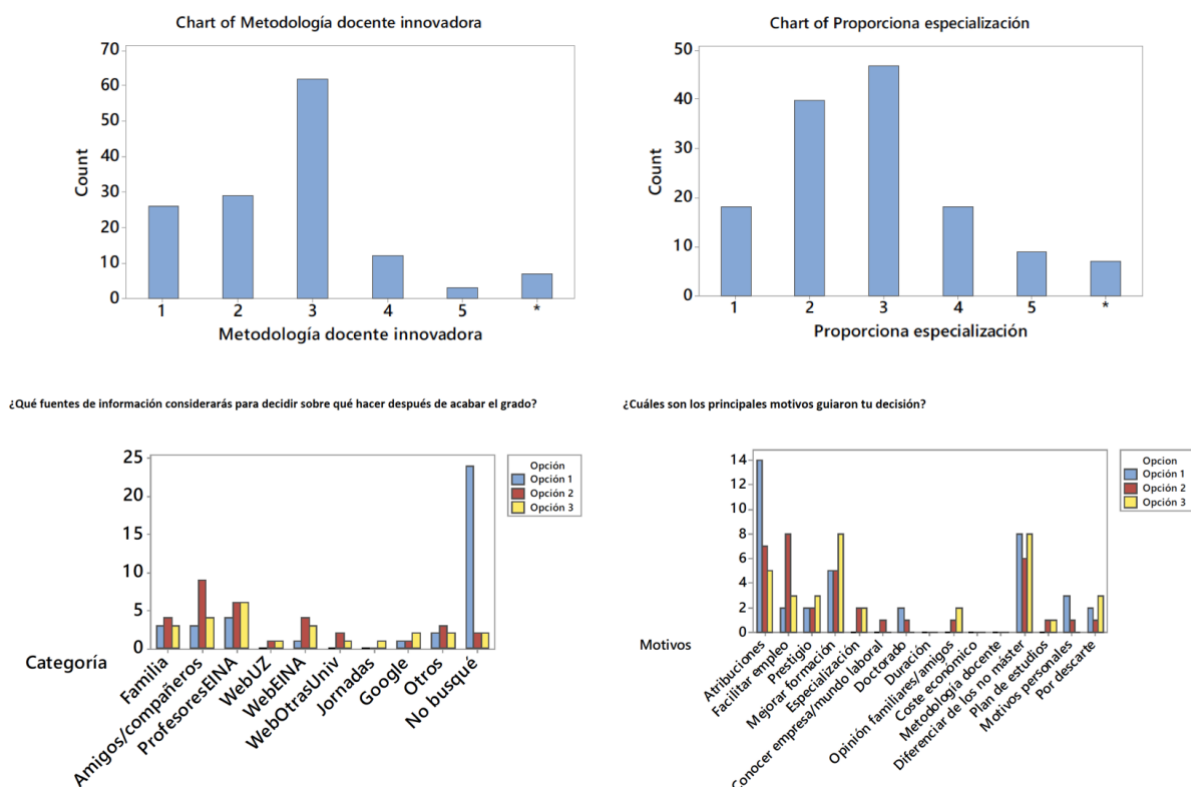 Chart of Metodología docente innovadora
70
60
50
40
30
20
10
0
Count
1 2 3 4 5 *
Metodología docente innovadora
Chart of Proporciona especialización
50
40
30
20
10
0
Count
1 2 3 4 5 *
Proporciona especialización
¿Qué fuentes de información considerarás para decidir sobre qué hacer después de acabar el grado?
25
20
15
10
5
0
Opción
Opción 1
Opción 2
Opción 3
Categoría
Familia
Amigos/compañeros
ProfesoresEINA
WebUZ
WebEINA
WebOtrasUniv
Jornadas
Google
Otros
No busqué
¿Cuáles son los principales motivos guiaron tu decisión?
14
12
10
8
6
4
2
0
Opcion
Opción 1
Opción 2
Opción 3
Motivos
Atribuciones
Facilitar empleo
Prestigio
Mejorar formación
Especialización
Conocer empresa/mundo laboral
Doctorado
Duración
Opinión familiares/amigos
Coste económico
Metodología docente
Diferenciar de los no máster
Plan de estudios
Motivos personales
Por descarte